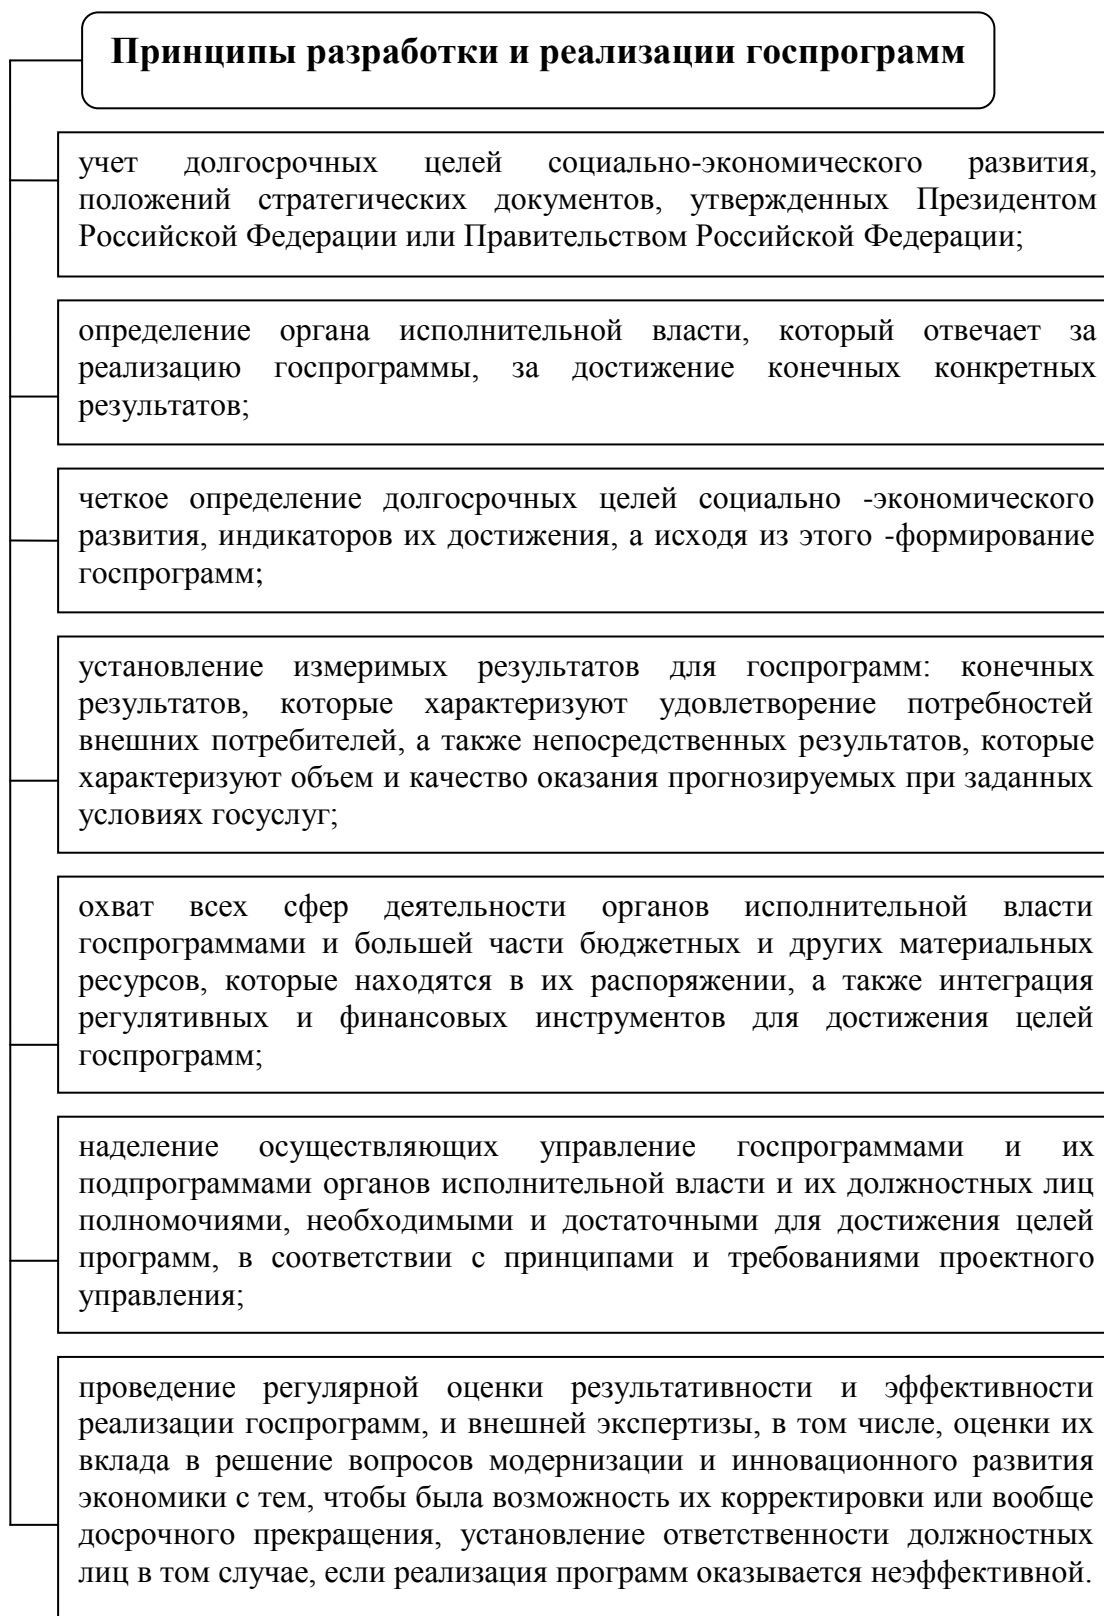 Принципы разработки и реализации госпрограмм
учет долгосрочных целей социально-экономического развития,
положений стратегических документов, утвержденных Президентом
Российской Федерации или Правительством Российской Федерации;
определение органа исполнительной власти, который отвечает за
реализацию госпрограммы, за достижение конечных конкретных
результатов;
четкое определение долгосрочных целей социально -экономического
развития, индикаторов их достижения, а исходя из этого -формирование
госпрограмм;
установление измеримых результатов для госпрограмм: конечных
результатов, которые характеризуют удовлетворение потребностей
внешних потребителей, а также непосредственных результатов, которые
характеризуют объем и качество оказания прогнозируемых при заданных
условиях госуслуг;
охват всех сфер деятельности органов исполнительной власти
госпрограммами и большей части бюджетных и других материальных
ресурсов, которые находятся в их распоряжении, а также интеграция
регулятивных и финансовых инструментов для достижения целей
госпрограмм;
наделение осуществляющих управление госпрограммами и их
подпрограммами органов исполнительной власти и их должностных лиц
полномочиями, необходимыми и достаточными для достижения целей
программ, в соответствии с принципами и требованиями проектного
управления;
проведение регулярной оценки результативности и эффективности
реализации госпрограмм, и внешней экспертизы, в том числе, оценки их
вклада в решение вопросов модернизации и инновационного развития
экономики с тем, чтобы была возможность их корректировки или вообще
досрочного прекращения, установление ответственности должностных
лиц в том случае, если реализация программ оказывается неэффективной.